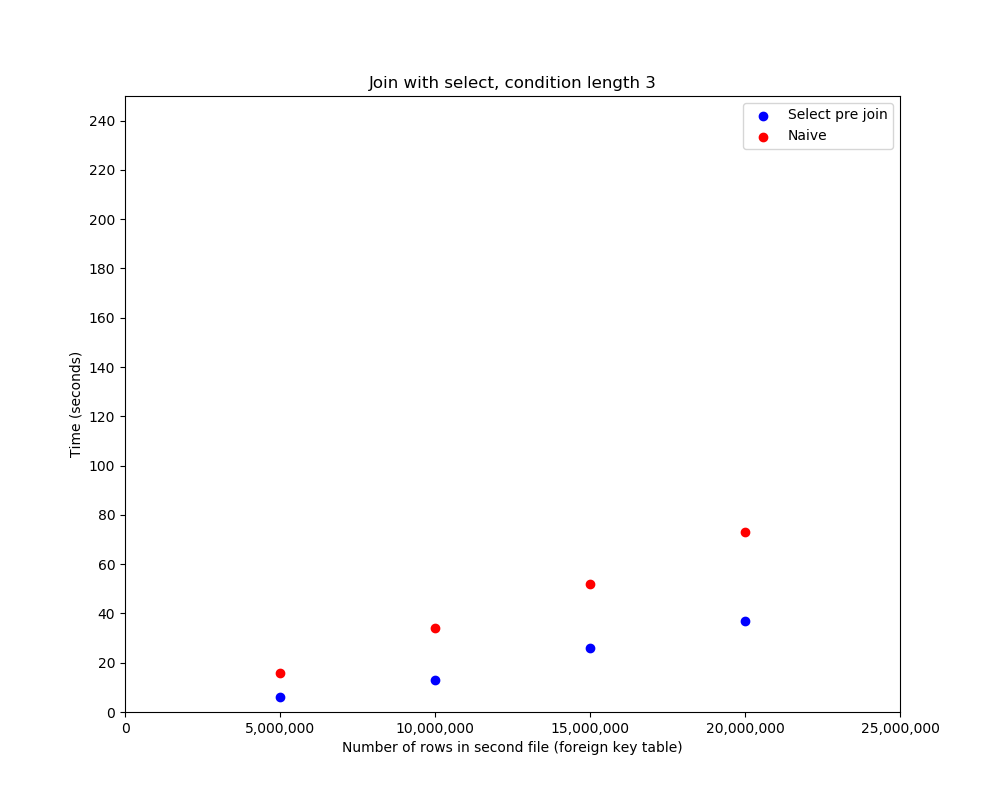 Join with select, condition length 3
Select pre join
Naive
240
220
200
180
160
140
120
100
80
60
40
20
0
Time (seconds)
0 5,000,000 10,000,000 15,000,000 20,000,000 25,000,000
Number of rows in second file (foreign key table)